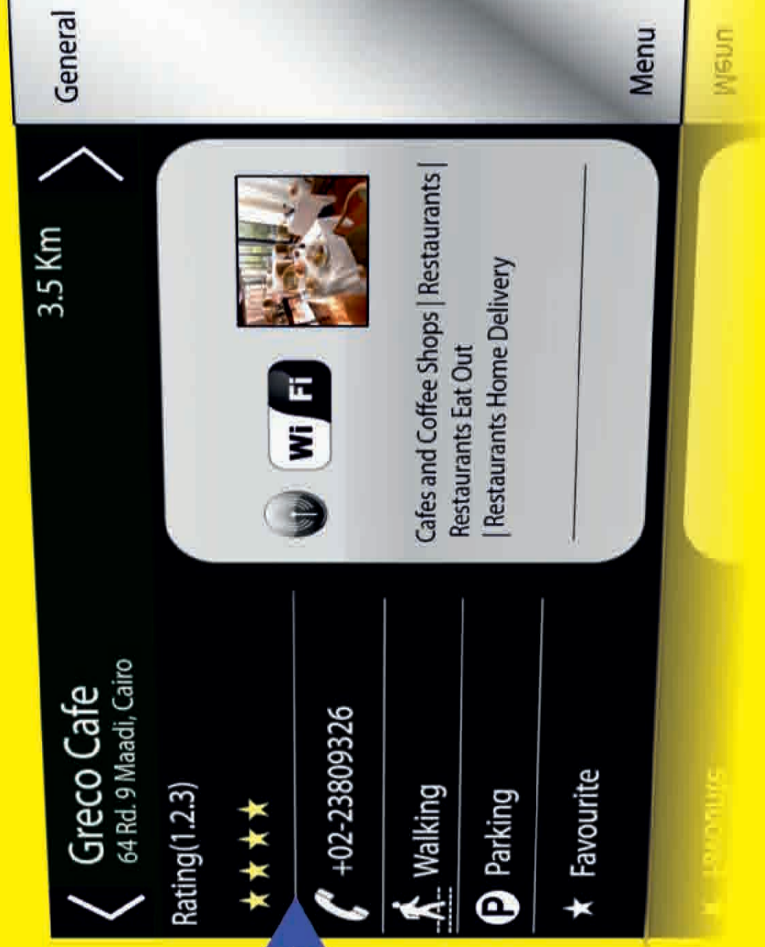 Greco Cafe
3.5 Km
64 Rd. 9 Maadi, Cairo
General
Rating(1.2.3)
+02-23809326
Walking
P Parking
Favourite
Wi Fi
Cafes and Coffee Shops | Restaurants |
Restaurants Eat Out
| Restaurants Home Delivery
Menu